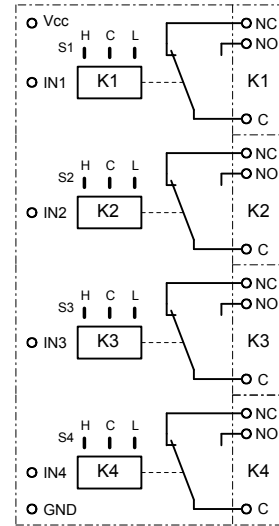 Vcc
NC
H C L
NO
S1
IN1 K1 K1
C
NC
H C L
NO
S2
IN2 K2 K2
C
NC
H C L
NO
S3
IN3 K3 K3
C
NC
H C L
NO
S4
IN4 K4 K4
GND C